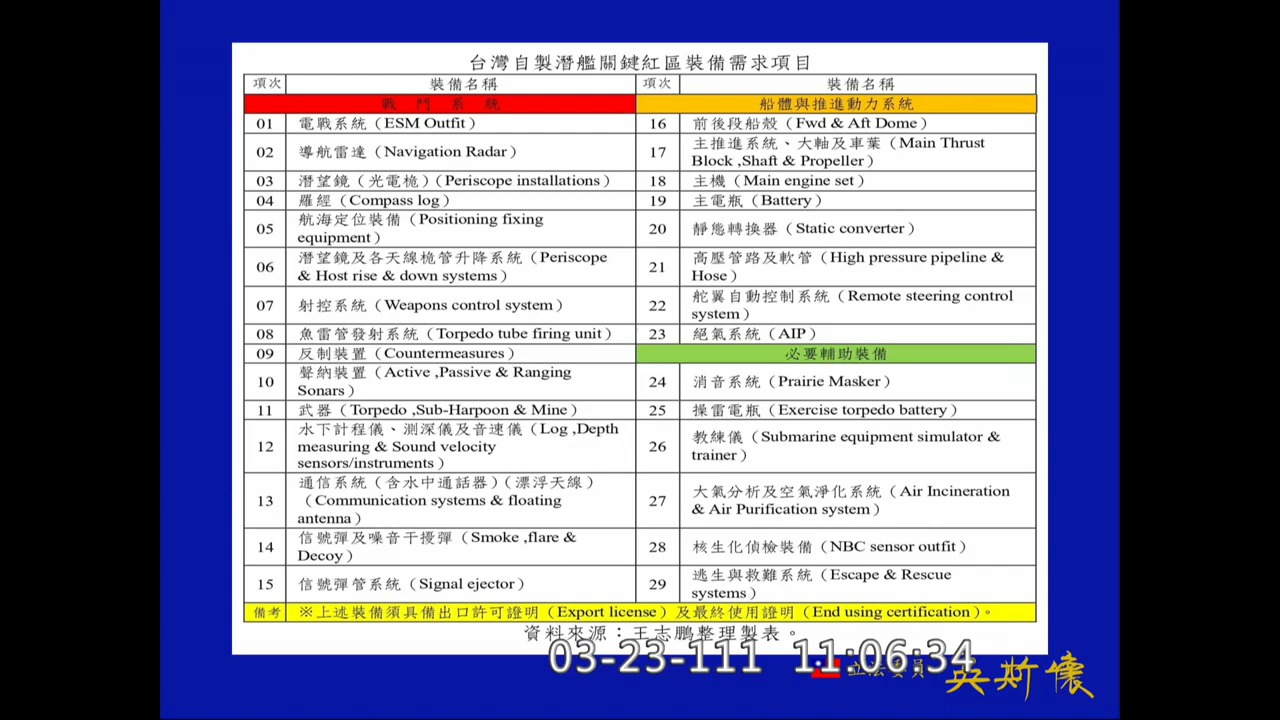 台灣自製潛艦關鍵紅區裝備需求項目
項次 裝備名稱 項次 裝備名稱
戰鬥系統 船體與推進動力系統
01 電戰系統（ESM Outfit）
02 導航雷達（Navigation Radar）
03 潛望鏡（光電桅）（Periscope installations）
04 羅經（Compass log）
05 航海定位裝備（Positioning fixing
equipment）
06 潛望鏡及各天線桅管升降系統（Periscope
& Host rise & down systems）
07 射控系統（Weapons control system）
08 魚雷管發射系統（Torpedo tube firing unit）
09 反制裝置（Countermeasures）
10 聲納裝置（Active ,Passive & Ranging
Sonars）
11 武器（Torpedo ,Sub-Harpoon & Mine）
12 水下計程儀、測深儀及音速儀（Log ,Depth
measuring & Sound velocity
sensors/instruments）
13 通信系統（含水中通話器）（漂浮天線）
（Communication systems & floating
antenna）
14 信號彈及噪音干擾彈（Smoke ,flare &
Decoy）
15 信號彈管系統（Signal ejector）
16 前後段船殼（Fwd & Aft Dome）
17 主推進系統、大軸及車葉（Main Thrust
Block ,Shaft & Propeller）
18 主機（Main engine set）
19 主電瓶（Battery）
20 靜態轉換器（Static converter）
21 高壓管路及軟管（High pressure pipeline &
Hose）
22 舵翼自動控制系統（Remote steering control
system）
23 絕氣系統（AIP）
必要輔助裝備
24 消音系統（Prairie Masker）
25 操雷電瓶（Exercise torpedo battery）
26 教練儀（Submarine equipment simulator &
trainer）
27 大氣分析及空氣淨化系統（Air Incineration
& Air Purification system）
28 核生化偵檢裝備（NBC sensor outfit）
29 逃生與救難系統（Escape & Rescue
systems）
備考 ※上述裝備須具備出口許可證明（Export license）及最終使用證明（End using certification）。
資料來源：王志鵬整理製表。
03-23-111 11:06:34
立法委員 吳斯懷